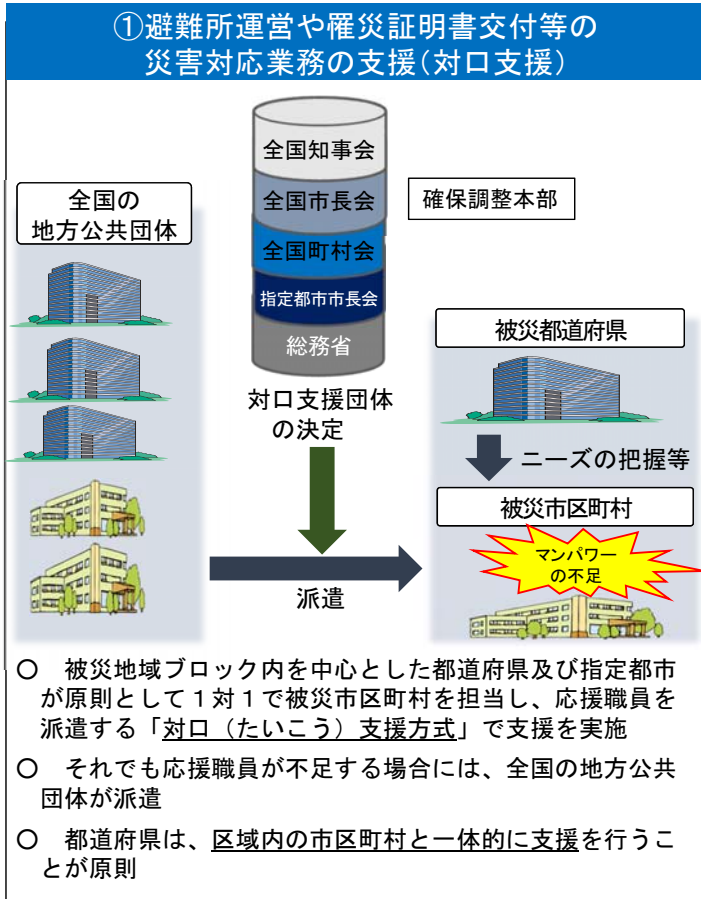 ①避難所運営や罹災証明書交付等の
災害対応業務の支援(対口支援)
全国知事会
全国市長会
全国町村会
指定都市市長会
総務省
確保調整本部
全国の
地方公共団体
対口支援団体
の決定
派遣
被災都道府県
ニーズの把握等
被災市区町村
マンパワー
の不足
○ 被災地域ブロック内を中心とした都道府県及び指定都市
が原則として１対１で被災市区町村を担当し、応援職員を
派遣する「対口（たいこう）支援方式」で支援を実施
○ それでも応援職員が不足する場合には、全国の地方公共
団体が派遣
○ 都道府県は、区域内の市区町村と一体的に支援を行うこ
とが原則